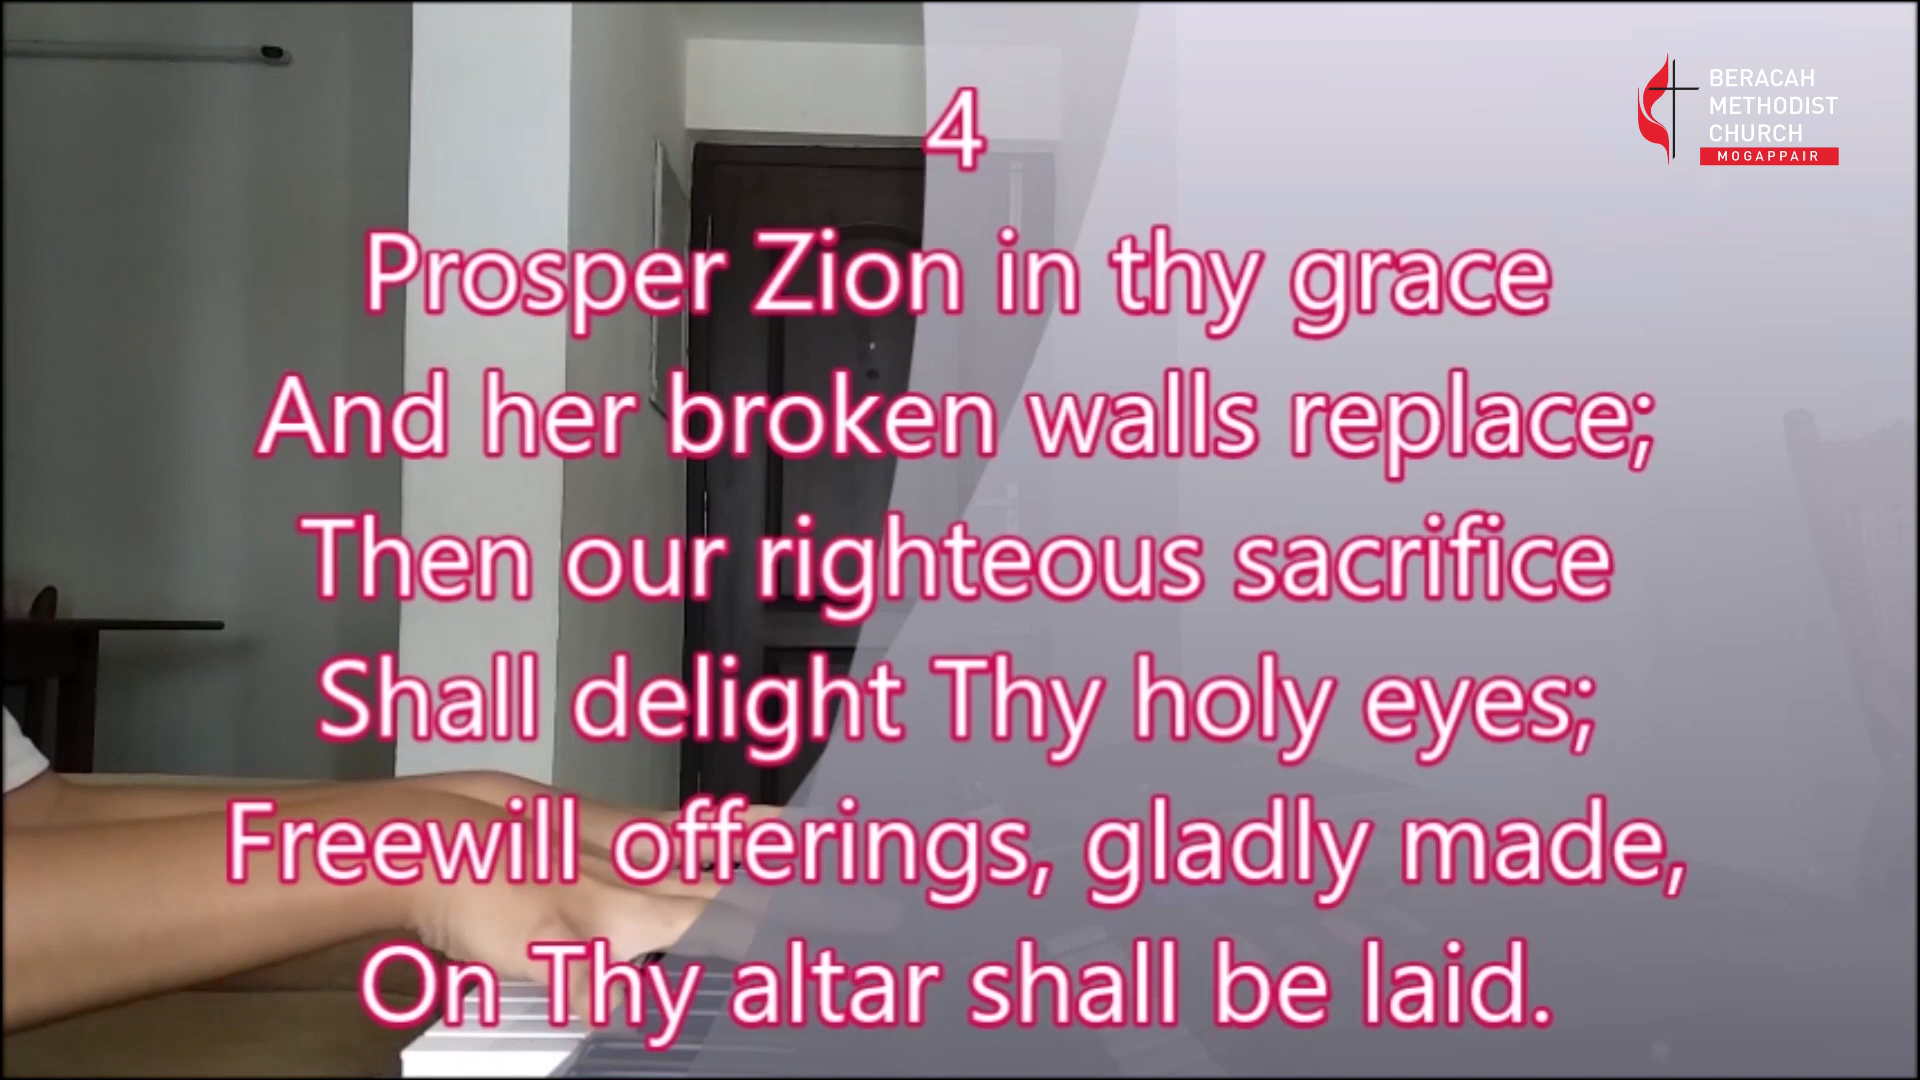 4
Prosper Zion in thy grace
And her broken walls replace;
Then our righteous sacrifice
Shall delight Thy holy eyes;
Freewill offerings, gladly made,
On Thy altar shall be laid.
BERACAH
METHODIST
CHURCH
MOGAPPAIR